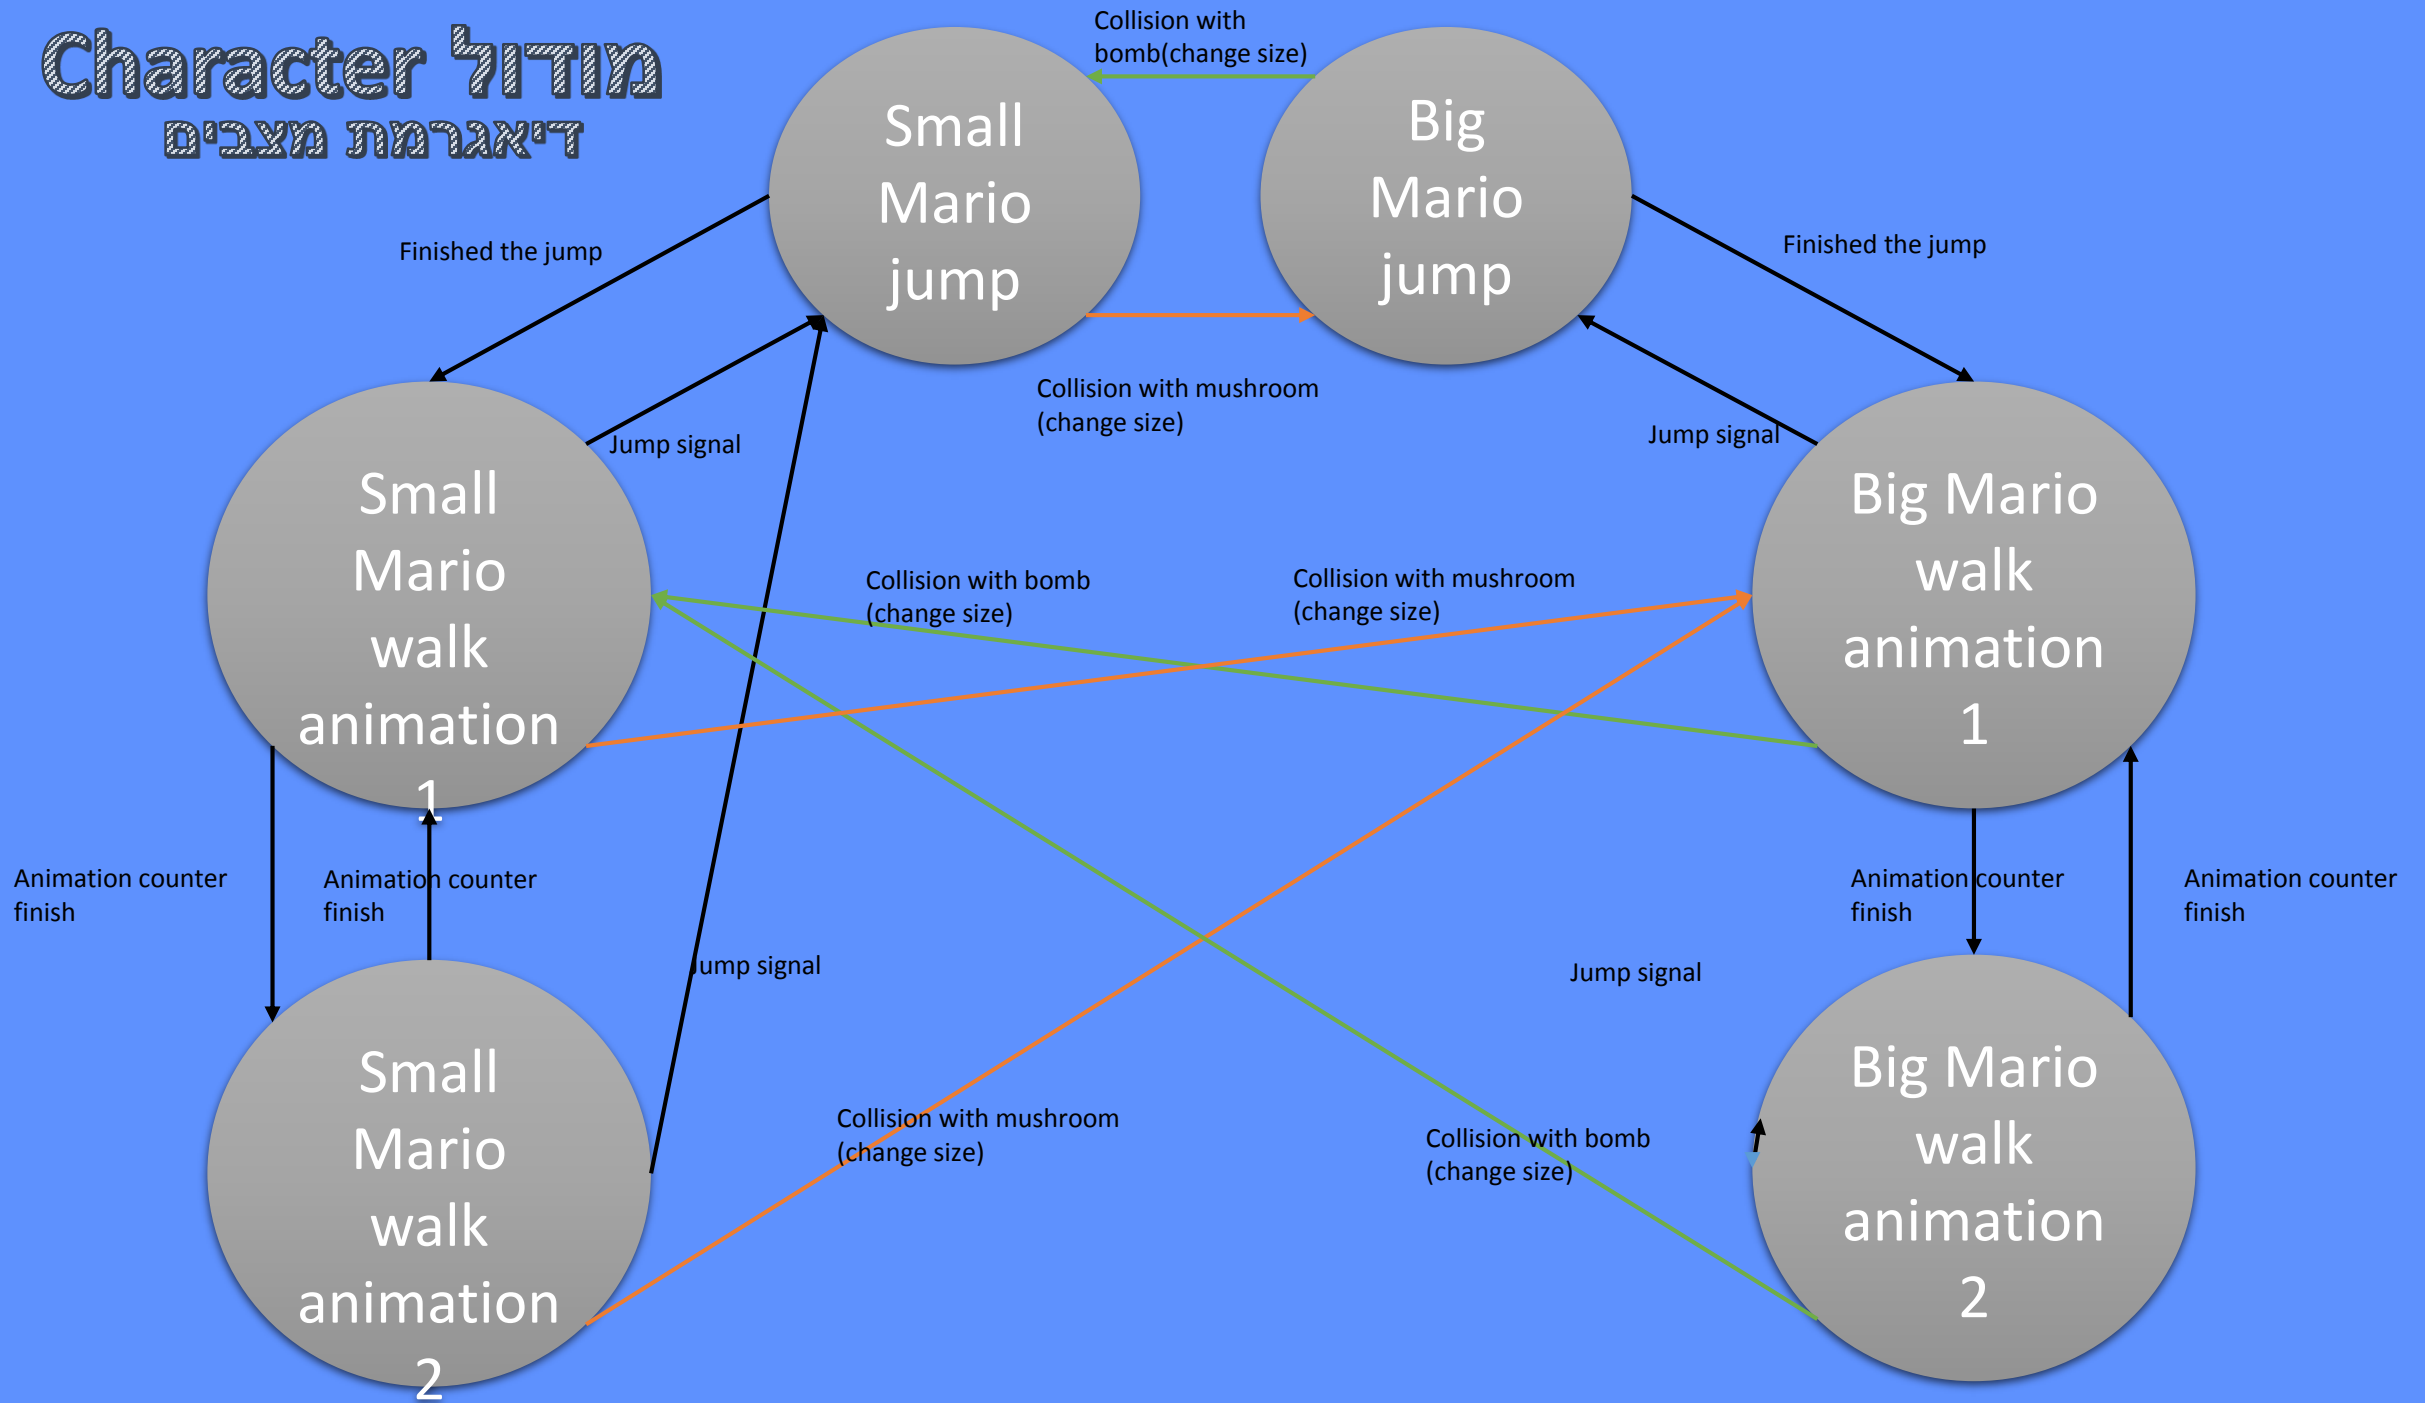 מודול Character
דיאגרמת מצבים
Collision with
bomb(change size)
Small
Mario
jump
Big
Mario
jump
Finished the jump
Finished the jump
Collision with mushroom
(change size)
Jump signal
Jump signal
Small
Mario
walk
animation
1
Big Mario
walk
animation
1
Collision with bomb
(change size)
Collision with mushroom
(change size)
Animation counter
finish
Animation counter
finish
Animation counter
finish
Animation counter
finish
Jump signal
Jump signal
Small
Mario
walk
animation
2
Big Mario
walk
animation
2
Collision with mushroom
(change size)
Collision with bomb
(change size)